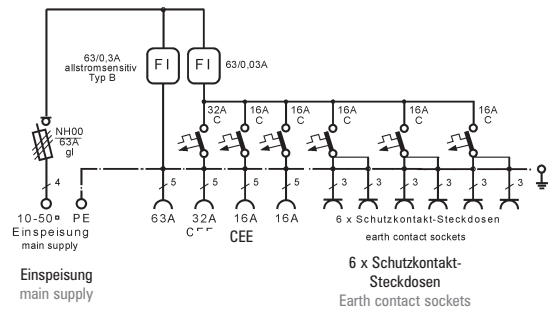 63/0,3A
allstromsensitiv
Typ B
FI
FI
63/0,03A
32A
C
16A
C
16A
C
16A
C
16A
C
16A
C
NH00
63A
gl
4
5
5
5
5
3
3
3
3
3
3
10-50¤ PE
63A
32A
16A
16A
6 x Schutzkontakt-Steckdosen
Einspeisung
main supply
CEE
earth contact sockets
Einspeisung
main supply
6 x Schutzkontakt-
Steckdosen
Earth contact sockets